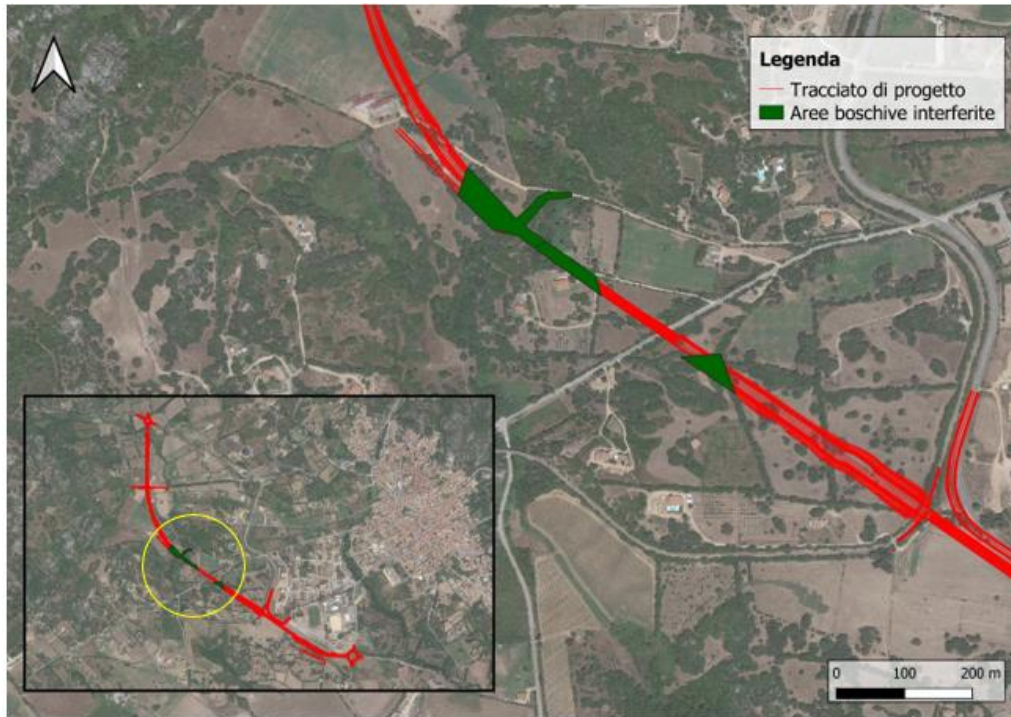 Legenda
Tracciato di progetto
Aree boschive interferite
0 100 200 m